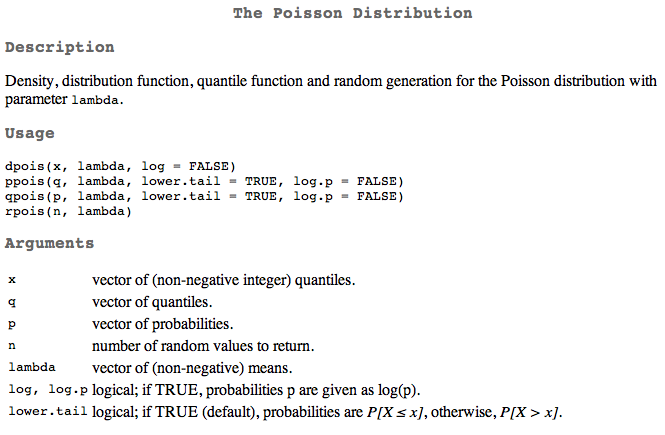 The Poisson Distribution
Description
Density, distribution function, quantile function and random generation for the Poisson distribution with
parameter lambda.
Usage
dpois(x, lambda, log = FALSE)
ppois(q, lambda, lower.tail = TRUE, log.p = FALSE)
qpois(p, lambda, lower.tail = TRUE, log.p = FALSE)
rpois(n, lambda)
Arguments
x vector of (non-negative integer) quantiles.
q vector of quantiles.
p vector of probabilities.
n number of random values to return.
lambda vector of (non-negative) means.
log, log.p logical; if TRUE, probabilities p are given as log(p).
lower.tail logical; if TRUE (default), probabilities are P[X ≤ x], otherwise, P[X > x].